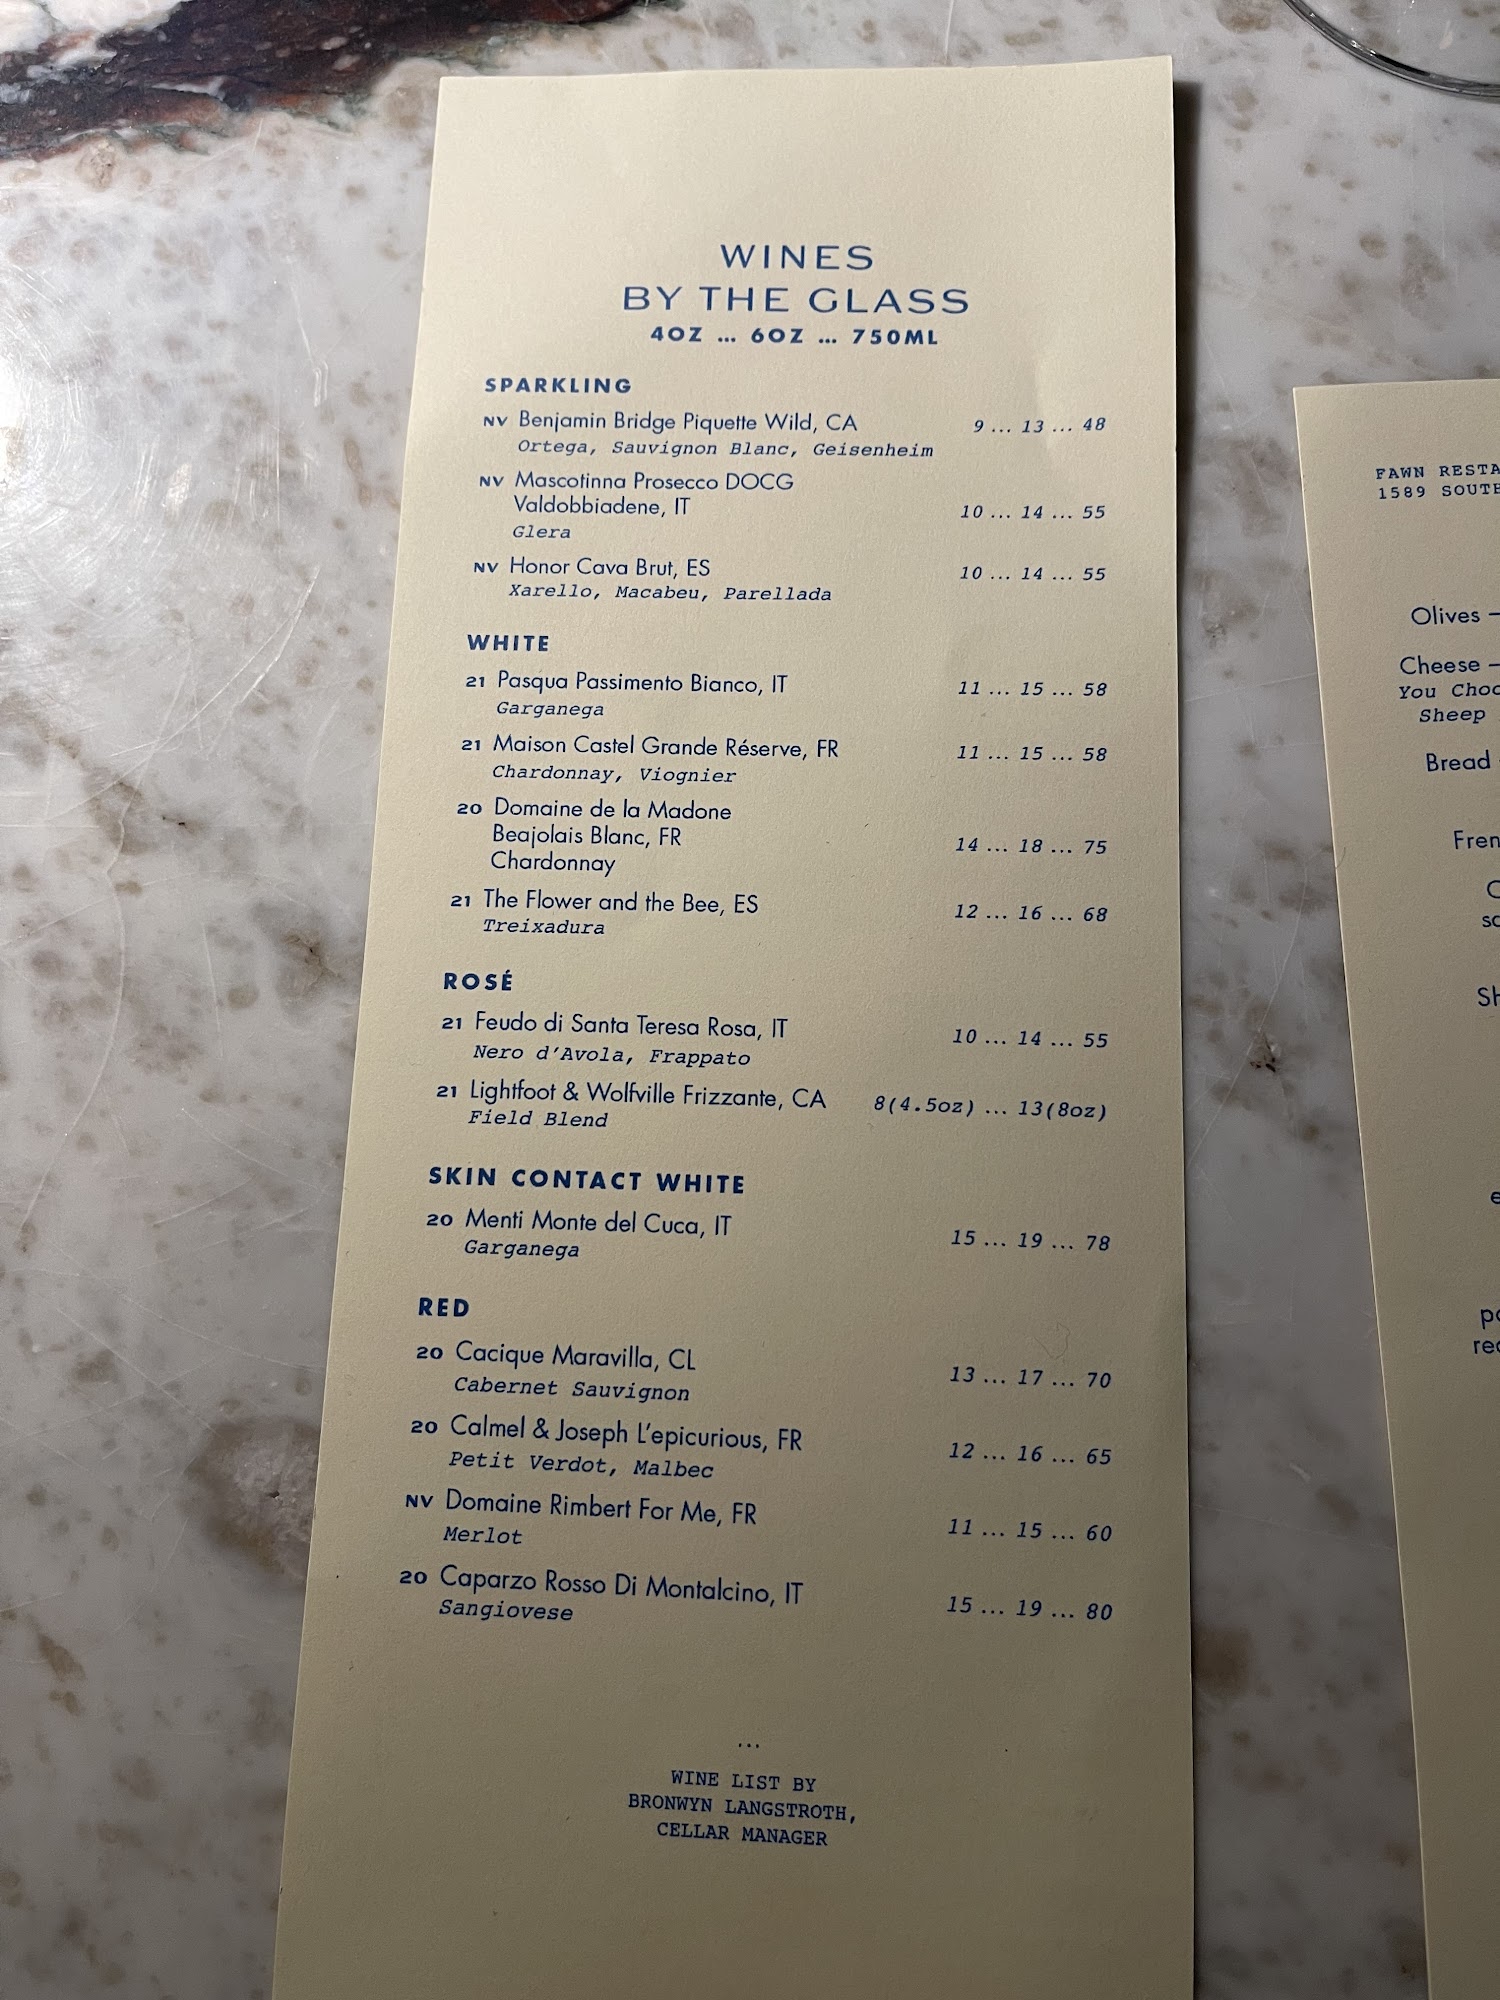 WINES
BY THE GLASS
4OZ ... 6OZ ... 750ML
SPARKLING
NV Benjamin Bridge Piquette Wild, CA 9 ... 13 ... 48
Ortega, Sauvignon Blanc, Geisenheim
NV Mascotinna Prosecco DOCG
Valdobbiadene, IT 10 ... 14 ... 55
Glera
NV Honor Cava Brut, ES 10 ... 14 ... 55
Xarello, Macabeu, Parellada
WHITE
21 Pasqua Passimento Bianco, IT 11 ... 15 ... 58
Garganega
21 Maison Castel Grande Réserve, FR 11 ... 15 ... 58
Chardonnay, Viognier
20 Domaine de la Madone
Beajolais Blanc, FR 14 ... 18 ... 75
Chardonnay
21 The Flower and the Bee, ES 12 ... 16 ... 68
Treixadura
ROSÉ
21 Feudo di Santa Teresa Rosa, IT 10 ... 14 ... 55
Nero d'Avola, Frappato
21 Lightfoot & Wolfville Frizzante, CA 8(4.5oz) ... 13(8oz)
Field Blend
SKIN CONTACT WHITE
20 Menti Monte del Cuca, IT 15 ... 19 ... 78
Garganega
RED
20 Cacique Maravilla, CL 13 ... 17 ... 70
Cabernet Sauvignon
20 Calmel & Joseph L'epicurious, FR 12 ... 16 ... 65
Petit Verdot, Malbec
NV Domaine Rimbert For Me, FR 11 ... 15 ... 60
Merlot
20 Caparzo Rosso Di Montalcino, IT 15 ... 19 ... 80
Sangiovese
...
WINE LIST BY
BRONWYN LANGSTROTH,
CELLAR MANAGER
FAWN RESTA
1589 SOUTH
Olives –
Cheese –
You Choo
Sheep
Bread
Fren
Sh